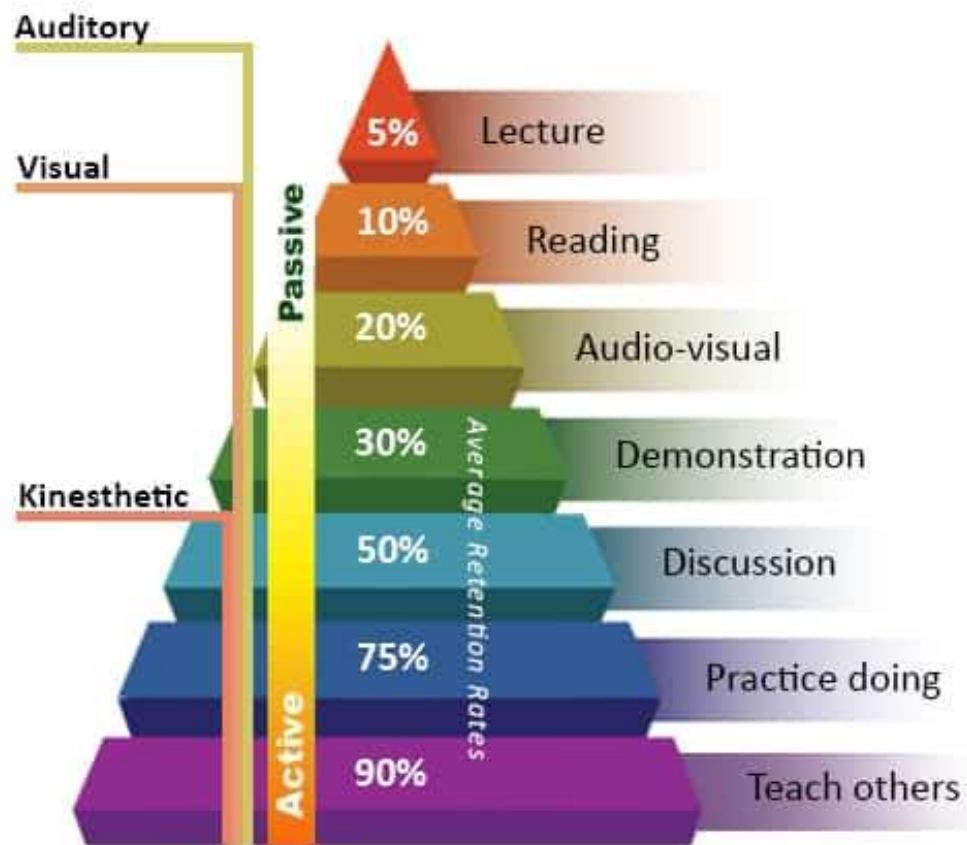 Auditory
5%
Lecture
Visual
Passive
10%
Reading
20%
Audio-visual
30%
Demonstration
Average Retention Rates
Kinesthetic
50%
Discussion
75%
Practice doing
Active
90%
Teach others